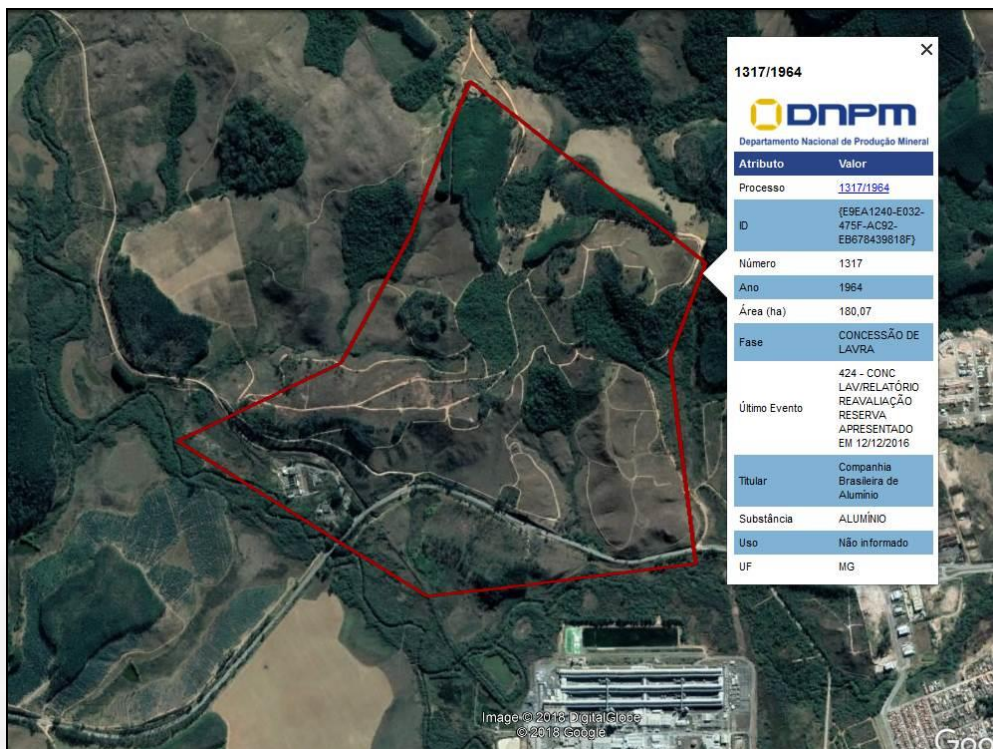 1317/1964
DNPM
Departamento Nacional de Produção Mineral
Atributo Valor
Processo 1317/1964
ID {E9EA1240-E032-
475F-AC92-
EB678439818F}
Número 1317
Ano 1964
Área (ha) 180,07
Fase CONCESSÃO DE
LAVRA
Último Evento 424 - CONC
LAV/RELATÓRIO
REAVALIAÇÃO
RESERVA
APRESENTADO
EM 12/12/2016
Titular Companhia
Brasileira de
Alumínio
Substância ALUMÍNIO
Uso Não informado
UF MG
Image © 2018 DigitalGlobe
© 2018 Google
Goo